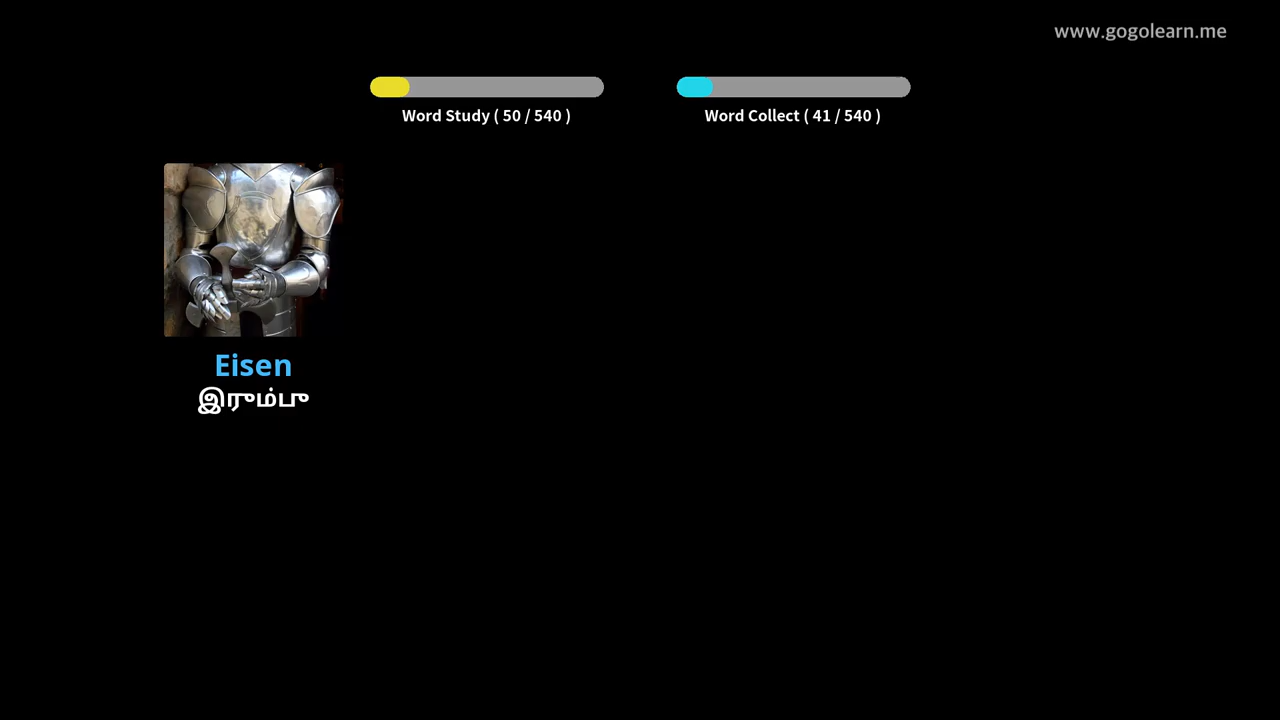 www.gogolearn.me
Word Study ( 50 / 540 )
Word Collect ( 41 / 540 )
Eisen
இரும்பு